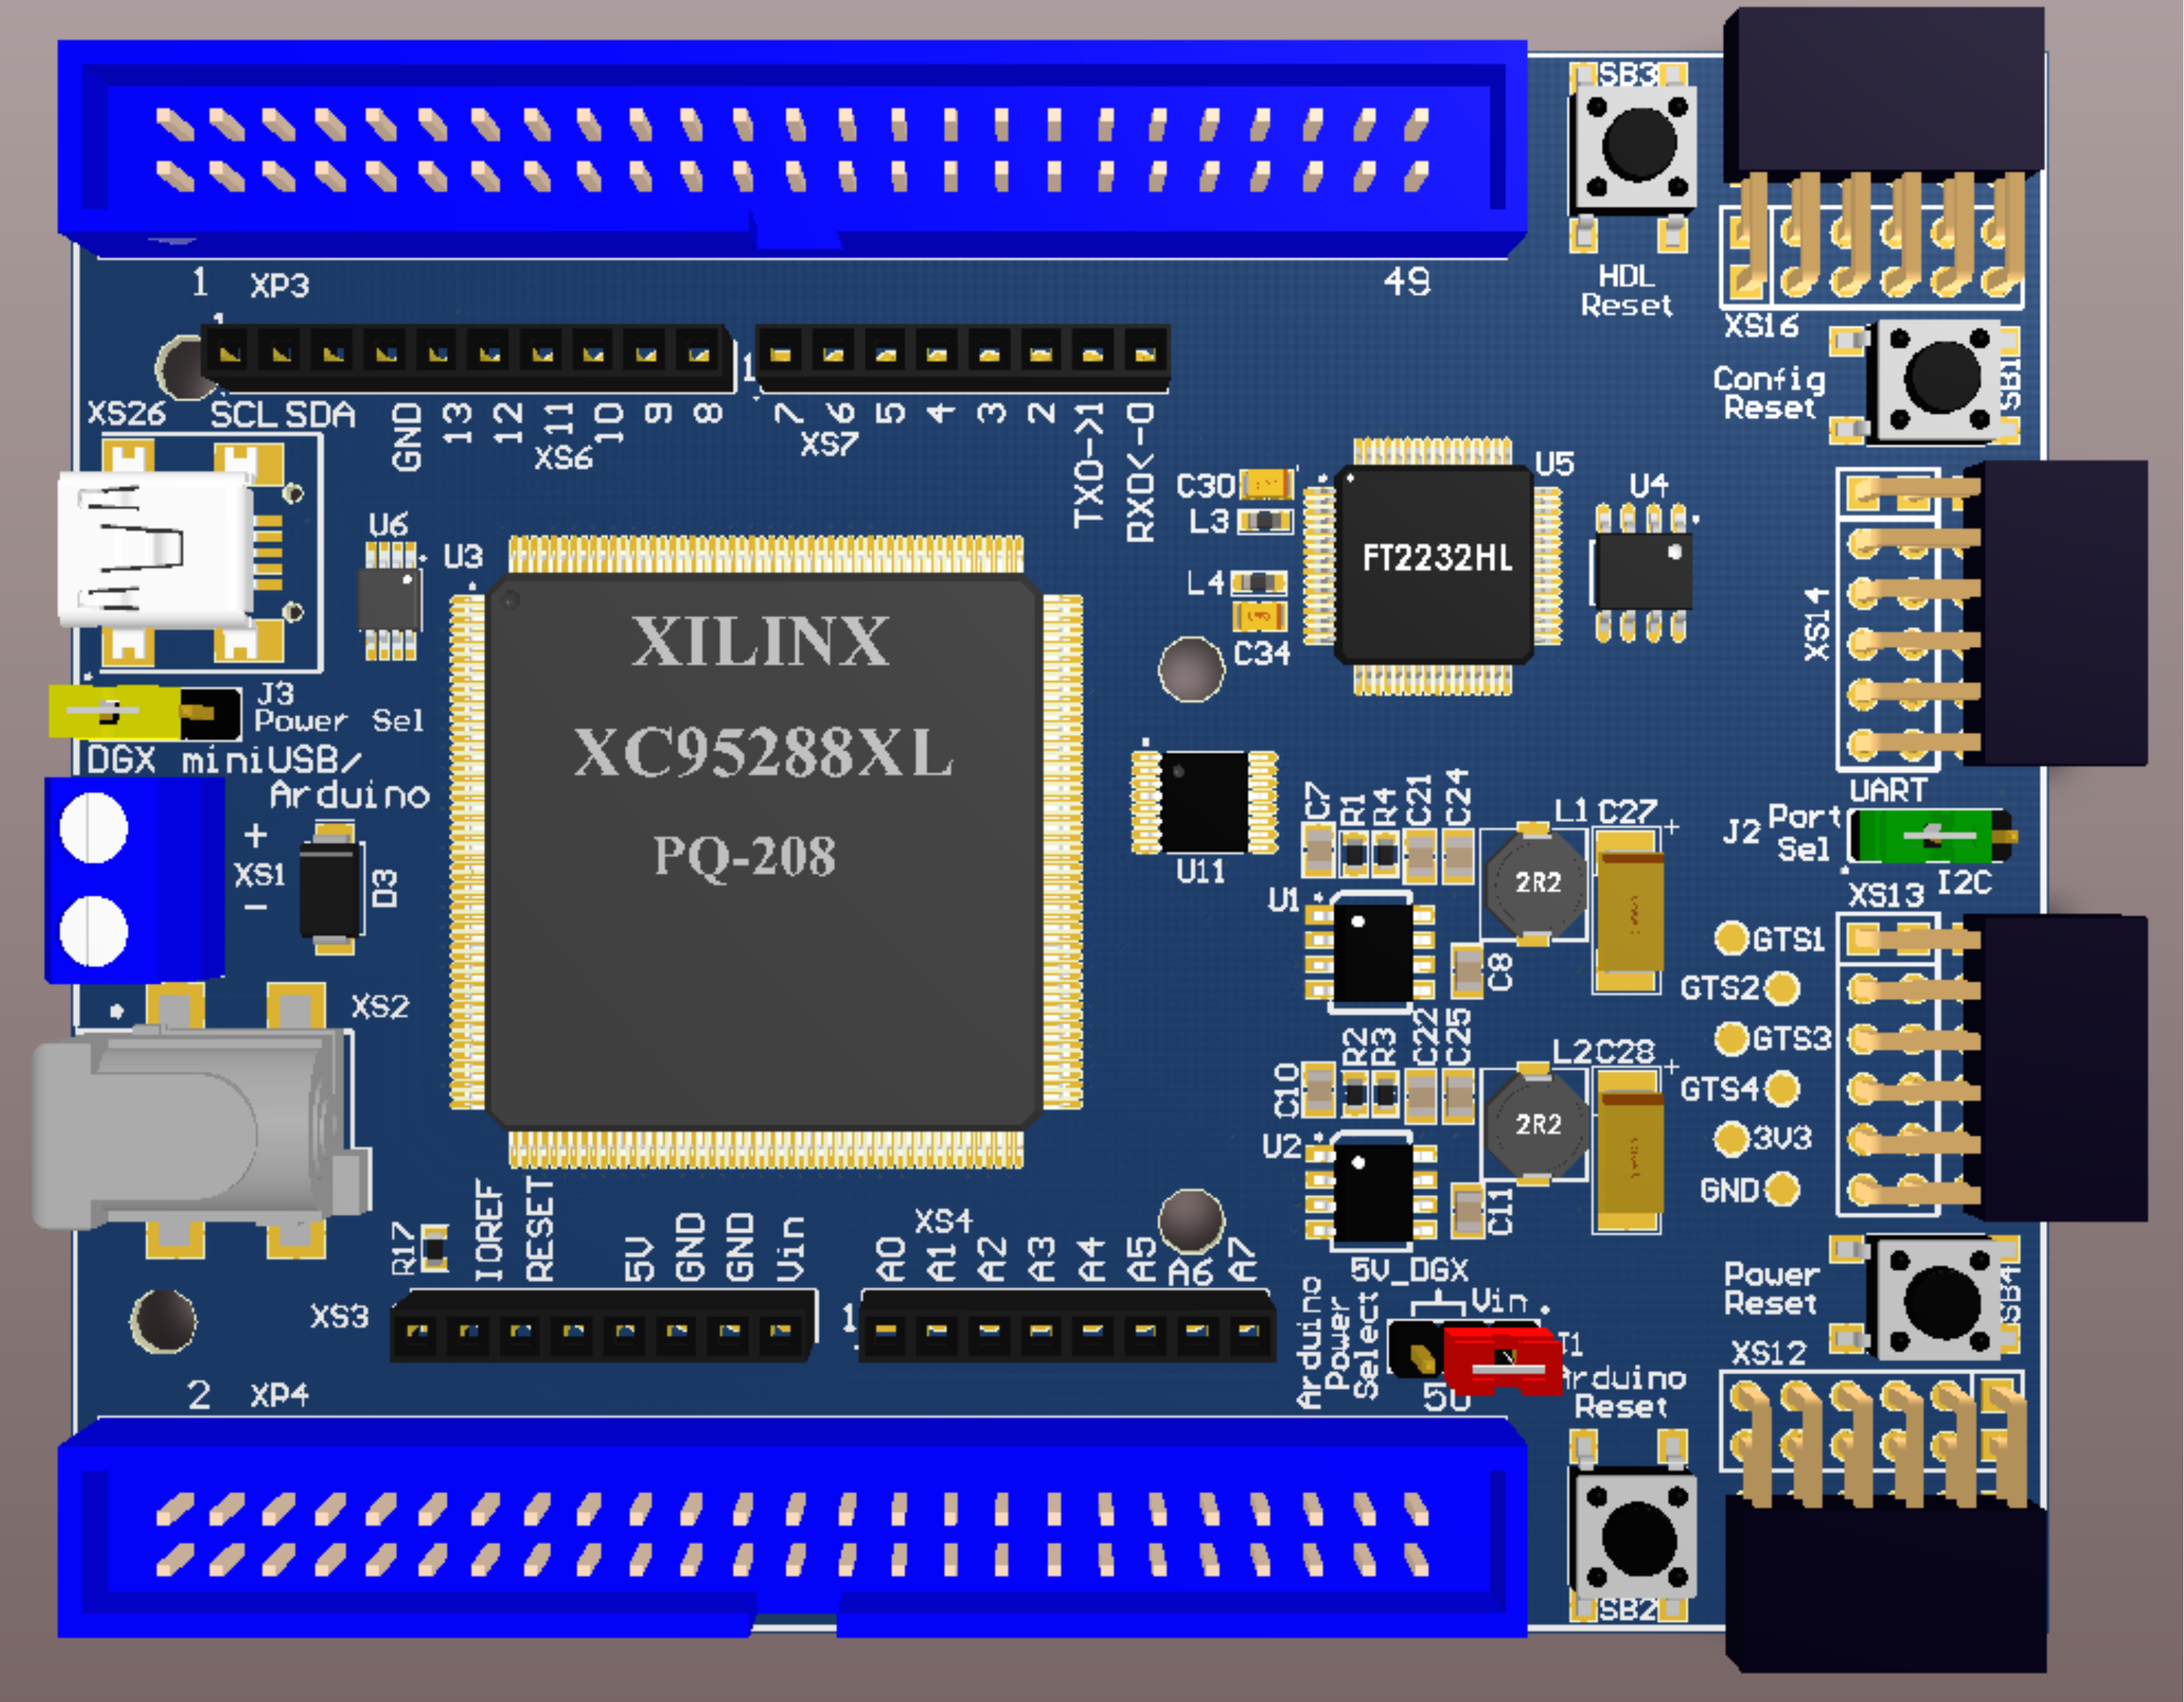 SB3
1
XP3
49
HDL
Reset
XS16
1
1
XS26
SCL
SDA
GND
13
12
11
10
9
8
7
6
5
4
3
2
TX0->1
RX0<-0
XS6
XS7
Config
Reset
SB1
U6
U3
C30
L3
L4
C34
U5
U4
FT2232HL
XS14
XILINX
XC95288XL
PQ-208
J3
Power Sel
DGX miniUSB/
Arduino
+
XS1
-
D3
U11
C7
R1
R4
C21
C24
L1
C27
+
2R2
UART
J2
Port
Sel
I2C
XS13
U1
C8
GTS1
GTS2
GTS3
GTS4
3V3
GND
XS2
C10
R2
R3
C22
C25
L2
C28
+
2R2
U2
C11
R17
IOREF
RESET
5V
GND
GND
Vin
XS4
A0
A1
A2
A3
A4
A5
A6
A7
XS3
1
5V_DGX
Vin
Arduino
Power
Select
Power
Reset
SB4
XS12
2
XP4
Reset
SB2